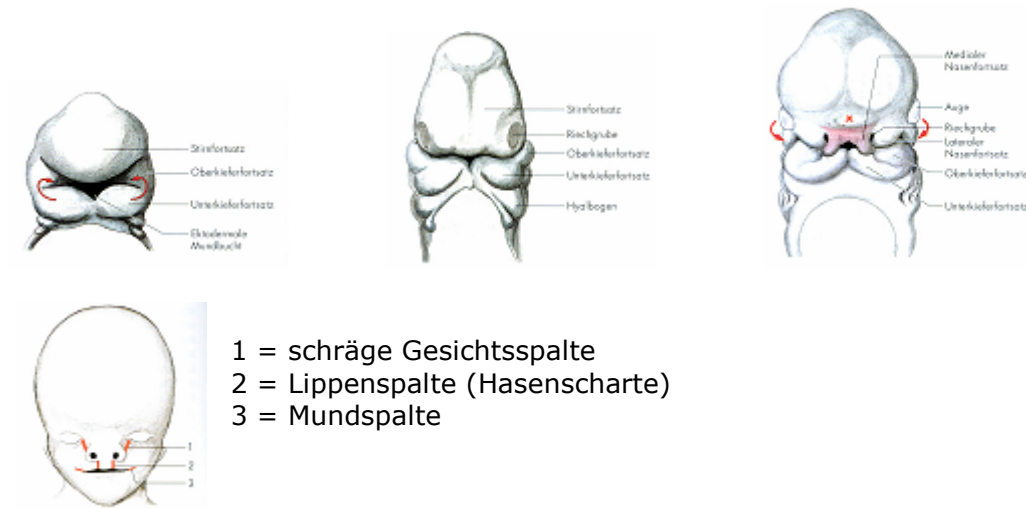 Stirnfortsatz
Oberkieferfortsatz
Unterkieferfortsatz
Ektodermale
Mundbucht
Stirnfortsatz
Riechgrube
Oberkieferfortsatz
Unterkieferfortsatz
Hyalbogen
Medialer
Nasenfortsatz
Auge
Riechgrube
Lateraler
Nasenfortsatz
Oberkieferfortsatz
Unterkieferfortsatz
x
1
2
3
1 = schräge Gesichtsspalte
2 = Lippenspalte (Hasenscharte)
3 = Mundspalte